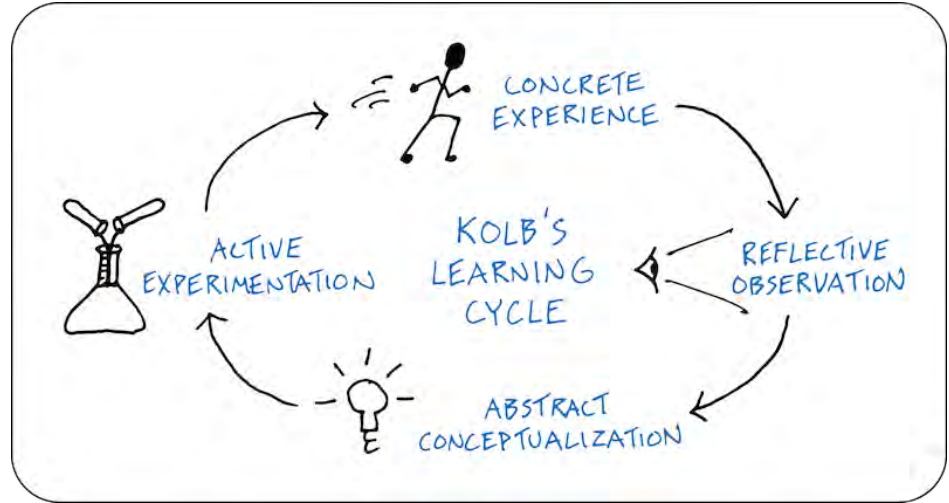 CONCRETE
EXPERIENCE
KOLB'S
LEARNING
CYCLE
REFLECTIVE
OBSERVATION
ABSTRACT
CONCEPTUALIZATION
ACTIVE
EXPERIMENTATION